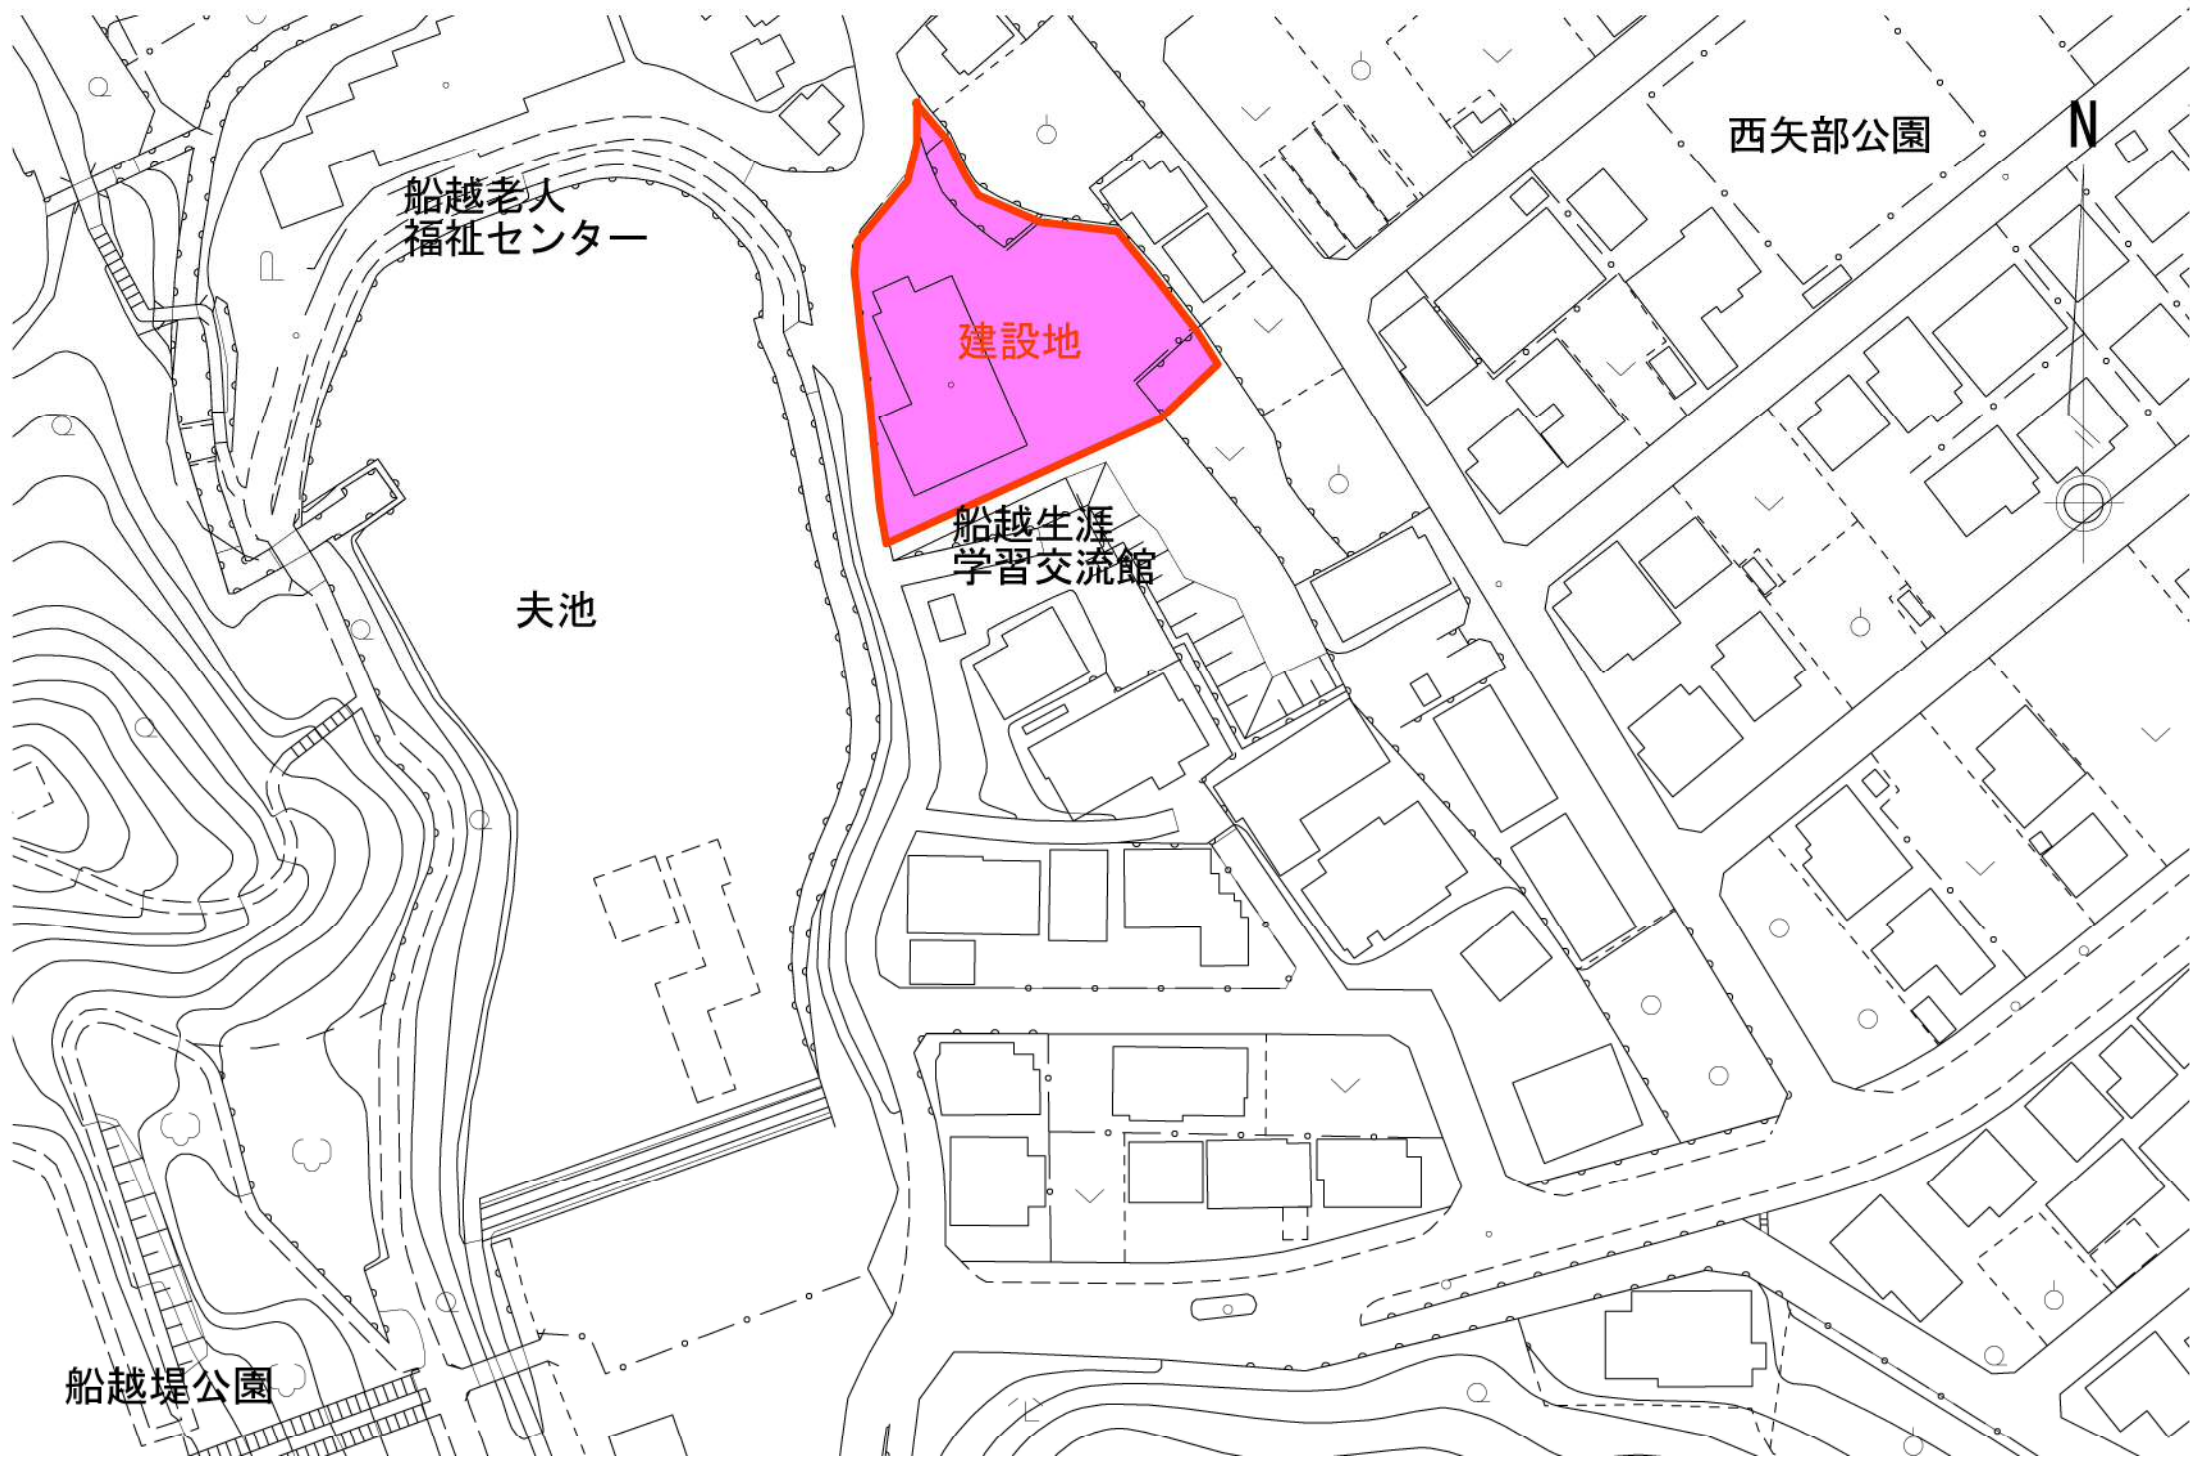 西矢部公園
N
船越老人
福祉センター
建設地
船越生涯
学習交流館
夫池
船越堤公園